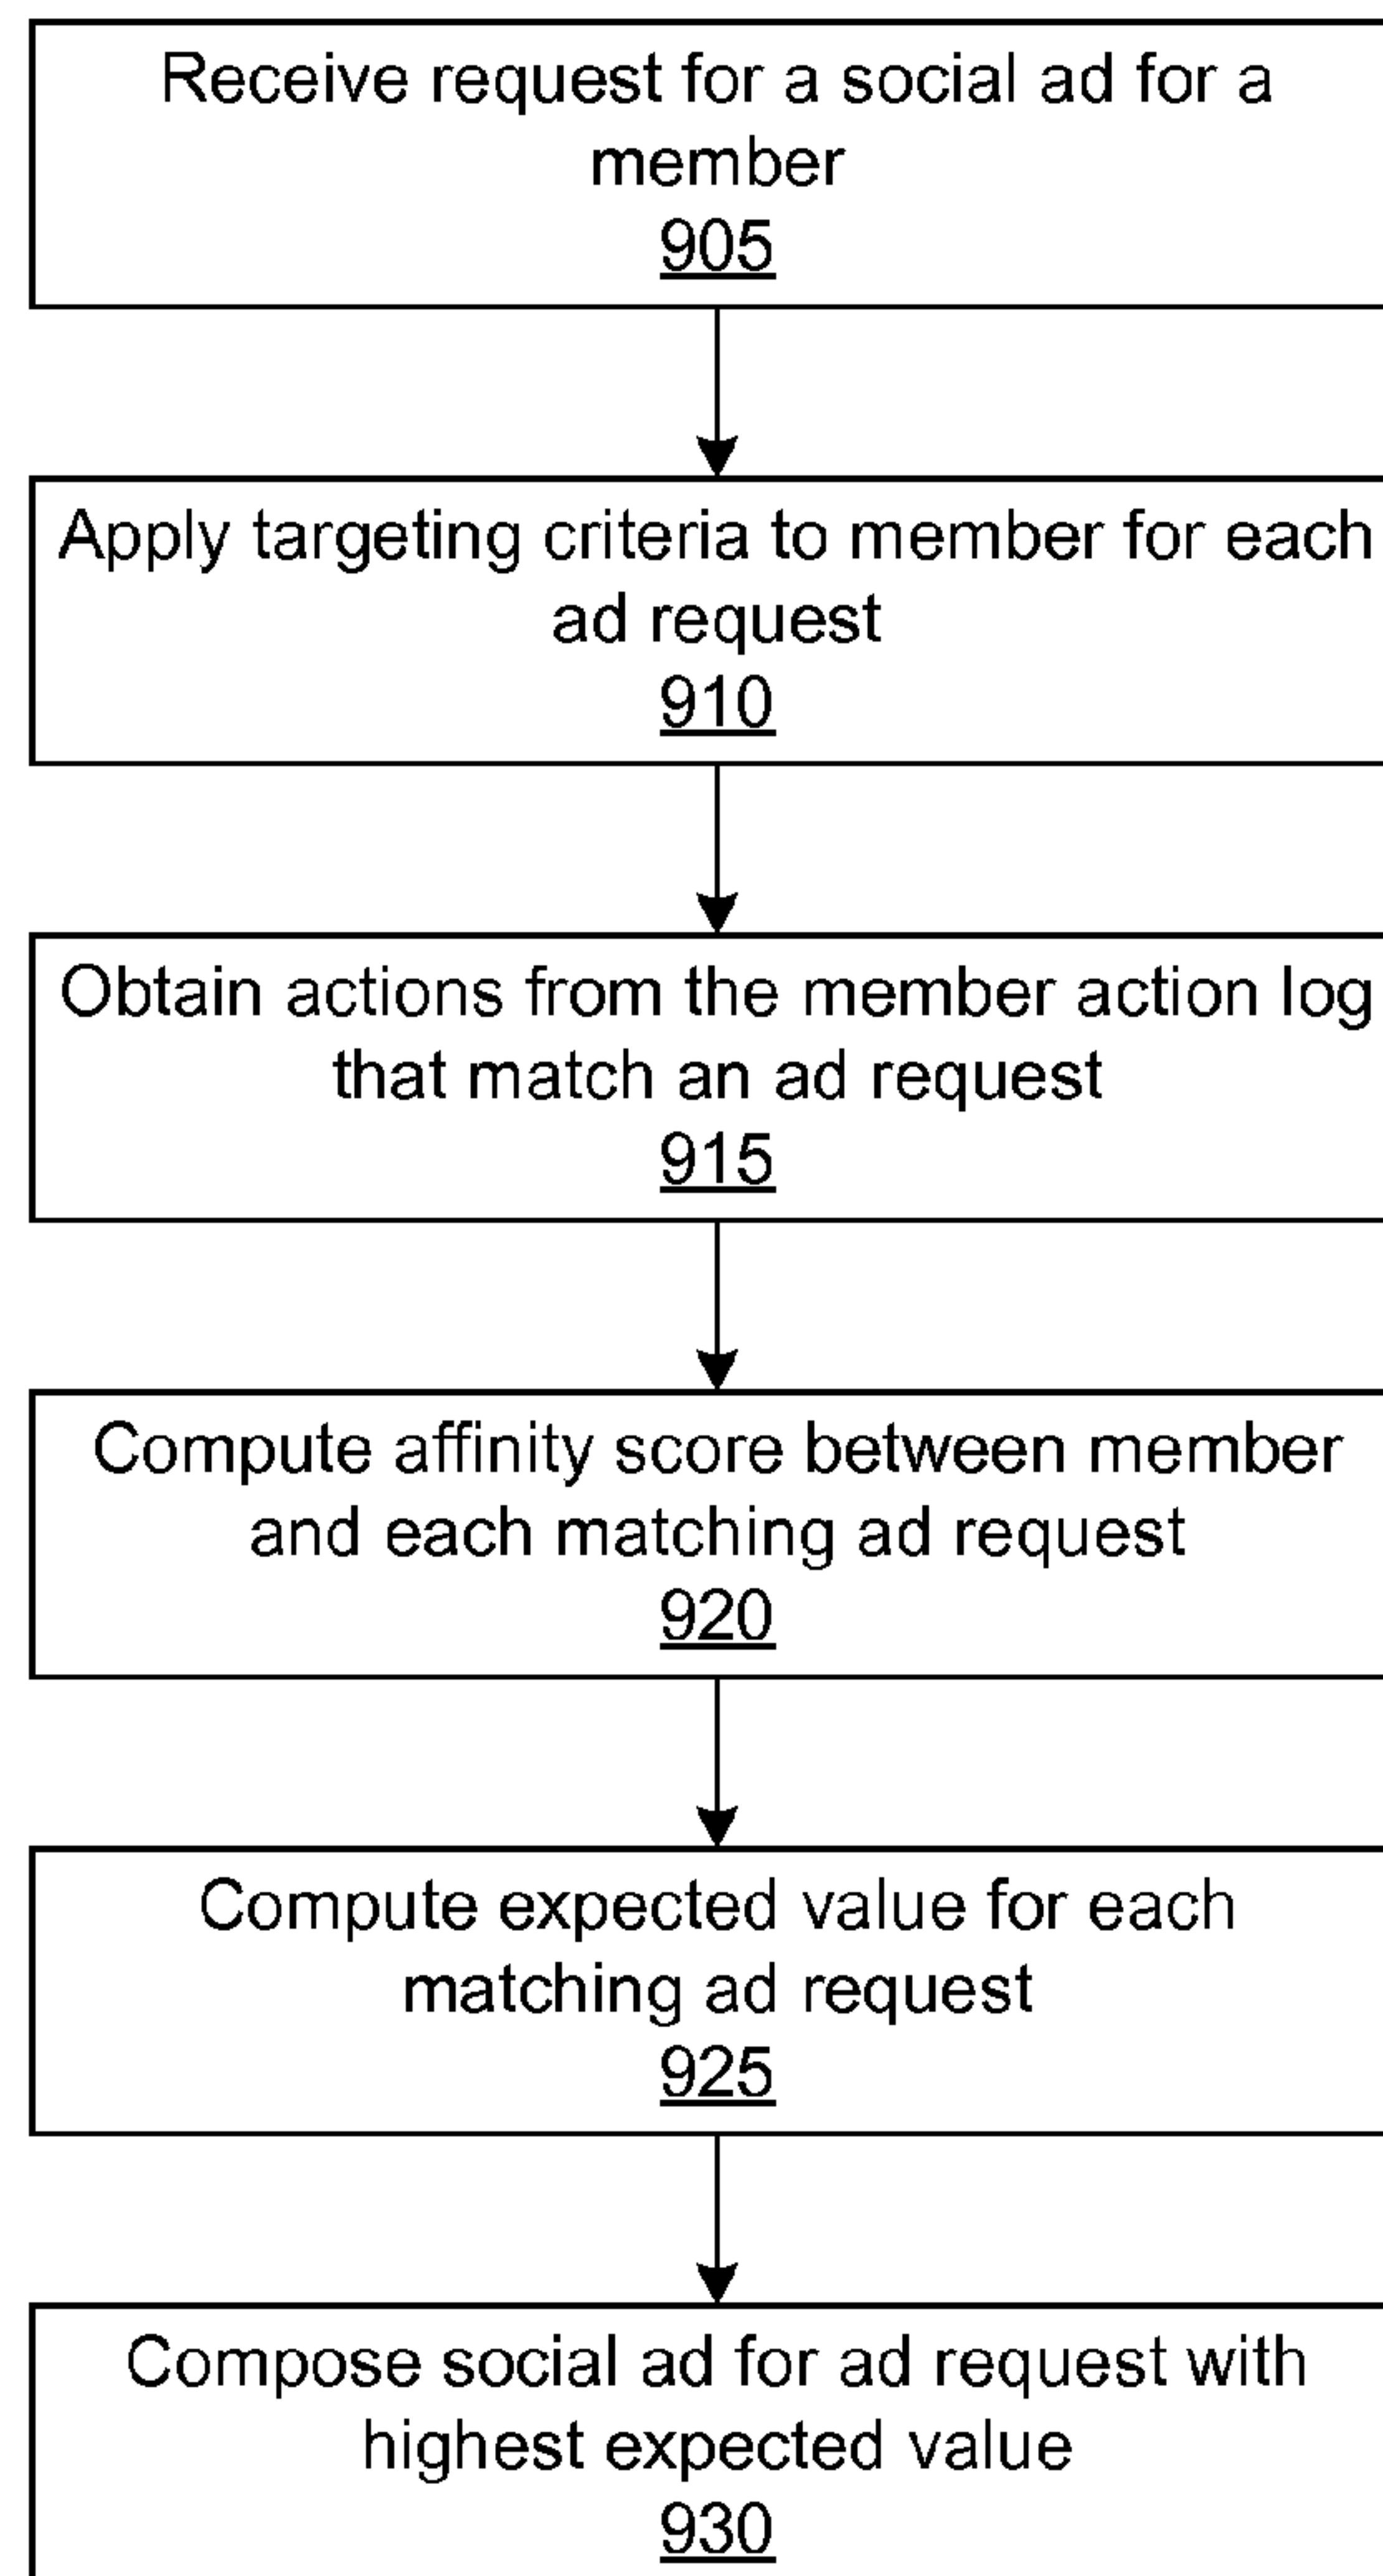 Receive request for a social ad for a
member
905
Apply targeting criteria to member for each
ad request
910
Obtain actions from the member action log
that match an ad request
915
Compute affinity score between member
and each matching ad request
920
Compute expected value for each
matching ad request
925
Compose social ad for ad request with
highest expected value
930